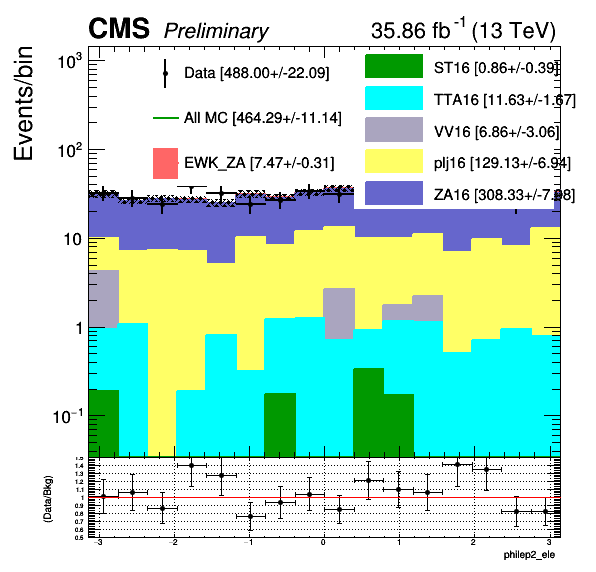 CMS Preliminary 35.86 fb⁻¹ (13 TeV)
Events/bin
10³
10²
10
1
10⁻¹
Data [488.00+/-22.09]
All MC [464.29+/-11.14]
EWK_ZA [7.47+/-0.31]
ST16 [0.86+/-0.39]
TTA16 [11.63+/-1.67]
VV16 [6.86+/-3.06]
plj16 [129.13+/-6.94]
ZA16 [308.33+/-7.98]
(Data/Bkg)
1.5
1.4
1.3
1.2
1.1
1
0.9
0.8
0.7
0.6
0.5
−3 −2 −1 0 1 2 3
philep2_ele